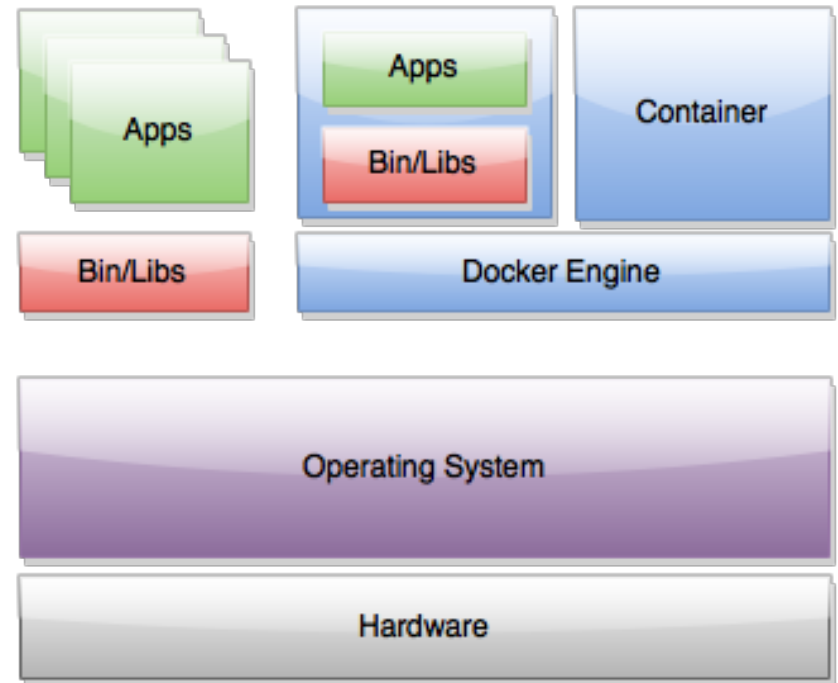 Apps
Apps
Bin/Libs
Container
Bin/Libs
Docker Engine
Operating System
Hardware